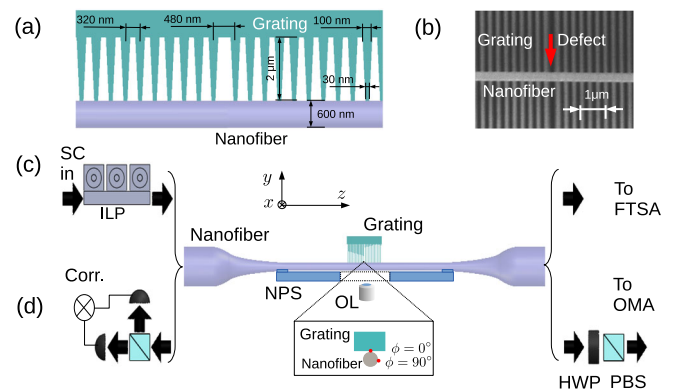 (a)
320 nm
480 nm
Grating
100 nm
2 μm
30 nm
600 nm
Nanofiber
(b)
Grating
Defect
Nanofiber
1μm
(c)
SC
in
ILP
y
x
z
Grating
Nanofiber
NPS
OL
To
FTSA
(d)
Corr.
Grating
Nanofiber
ϕ = 0°
ϕ = 90°
To
OMA
HWP
PBS